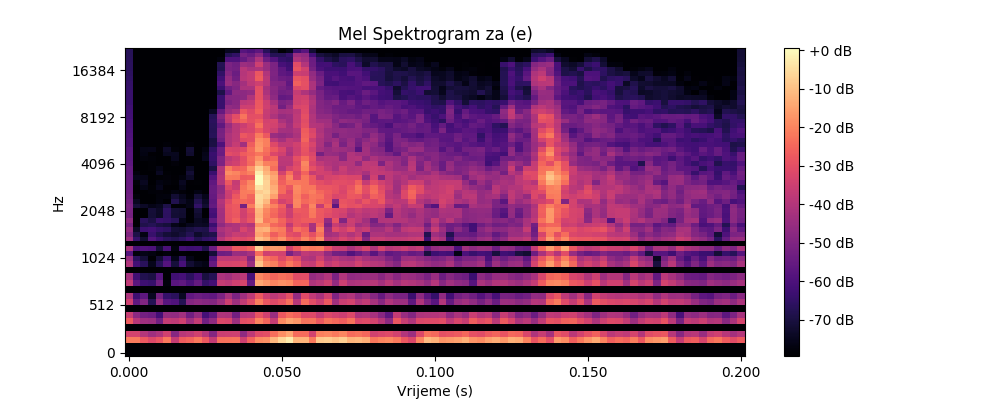 Mel Spektrogram za (e)
Hz
16384
8192
4096
2048
1024
512
0
0.000 0.050 0.100 0.150 0.200
Vrijeme (s)
+0 dB
-10 dB
-20 dB
-30 dB
-40 dB
-50 dB
-60 dB
-70 dB